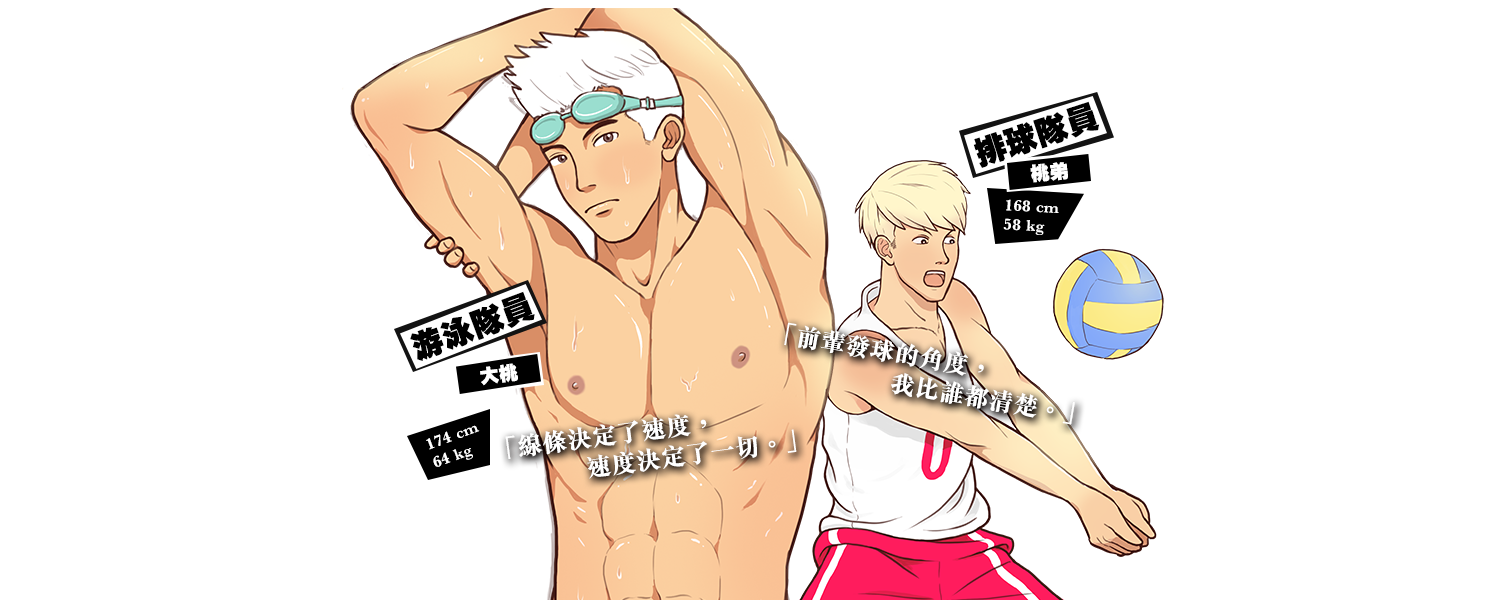 游泳隊員
大桃
174 cm
64 kg
「線條決定了速度，
速度決定了一切。」
排球隊員
桃弟
168 cm
58 kg
「前輩發球的角度，
我比誰都清楚。」
0